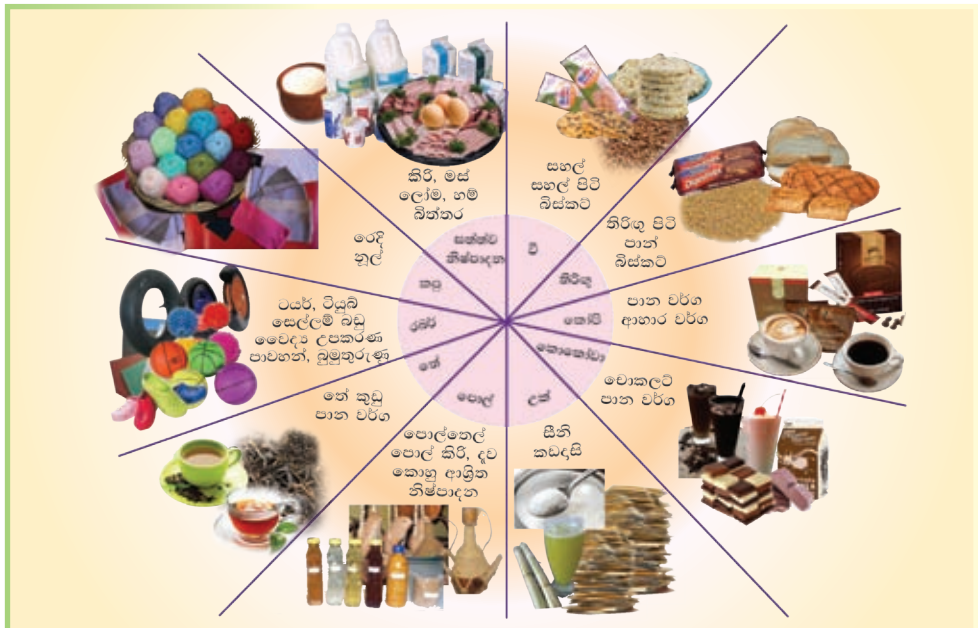 කිරි, මස්
ලෝම, හම්
බිත්තර
සහල්
සහල් පිටි
බිස්කට්
තිරිඟු පිටි
පාන්
බිස්කට්
පාන වර්ග
ආහාර වර්ග
චොකලට්
පාන වර්ග
සීනි
කඩදාසි
පොල්තෙල්
පොල් කිරි, දූව
කොහු ආශ්‍රිත
නිෂ්පාදන
තේ කුඩු
පාන වර්ග
ටයර්, ටියුබ්
සෙල්ලම් බඩු
වෛද්‍ය උපකරණ
පාවහන්, බුමුතුරුණු
රෙදි
නූල්
සත්ත්ව
නිෂ්පාදන
වී
තිරිඟු
කෝපි
කොකෝවා
උක්
පොල්
තේ
රබර්
කපු